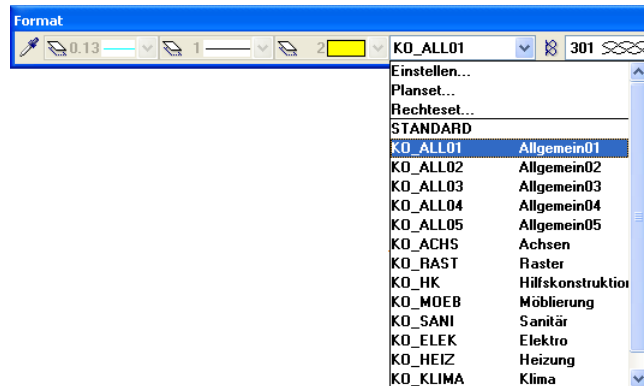 Format
0.13 1 2 KO_ALL01 301
Einstellen...
Planset...
Rechteset...
STANDARD
KO_ALL01 Allgemein01
KO_ALL02 Allgemein02
KO_ALL03 Allgemein03
KO_ALL04 Allgemein04
KO_ALL05 Allgemein05
KO_ACHS Achsen
KO_RAST Raster
KO_HK Hilfskonstruktion
KO_MOEB Möblierung
KO_SANI Sanitär
KO_ELEK Elektro
KO_HEIZ Heizung
KO_KLIMA Klima